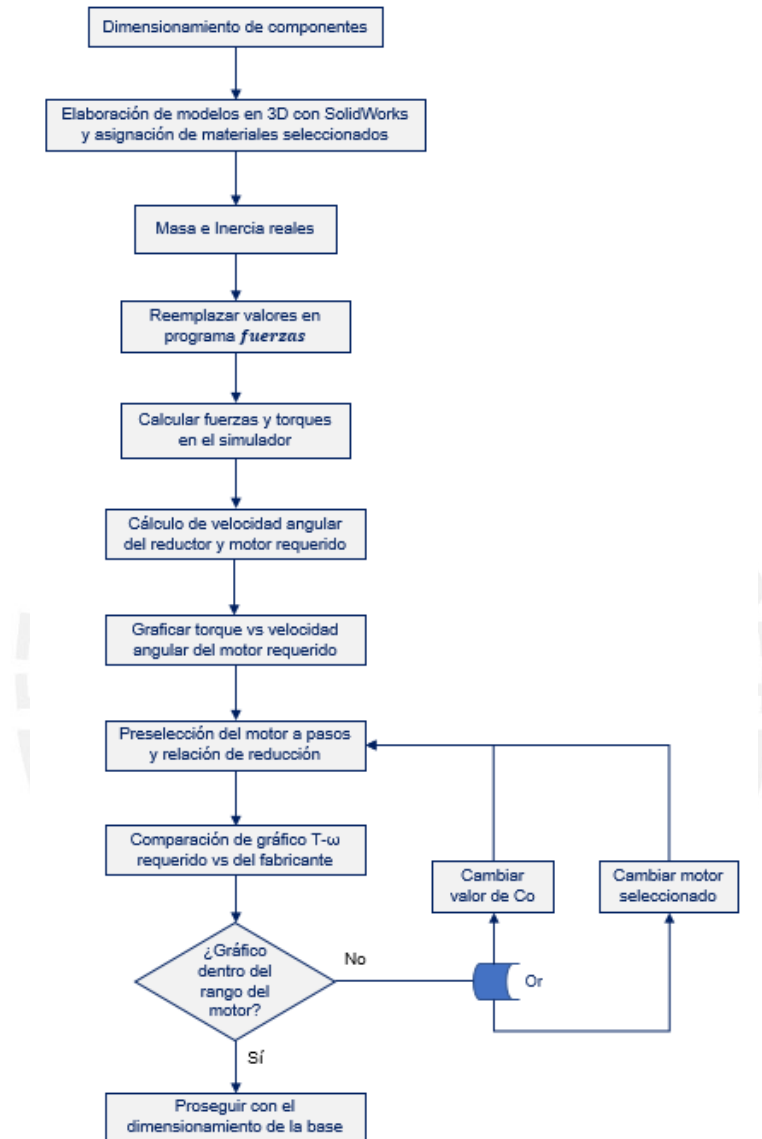 Dimensionamiento de componentes
Elaboración de modelos en 3D con SolidWorks
y asignación de materiales seleccionados
Masa e Inercia reales
Reemplazar valores en
programa fuerzas
Calcular fuerzas y torques
en el simulador
Cálculo de velocidad angular
del reductor y motor requerido
Graficar torque vs velocidad
angular del motor requerido
Preselección del motor a pasos
y relación de reducción
Comparación de gráfico T-ω
requerido vs del fabricante
Cambiar
valor de Co
Cambiar motor
seleccionado
¿Gráfico
dentro del
rango del
motor?
No
Or
Sí
Proseguir con el
dimensionamiento de la base